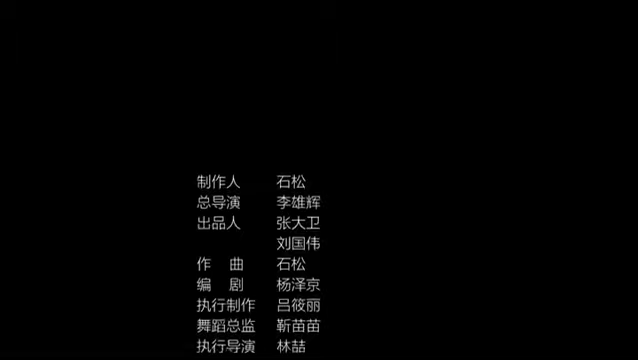 制作人 石松
总导演 李雄辉
出品人 张大卫
刘国伟
作 曲 石松
编 剧 杨泽京
执行制作 吕筱丽
舞蹈总监 靳苗苗
执行导演 林喆